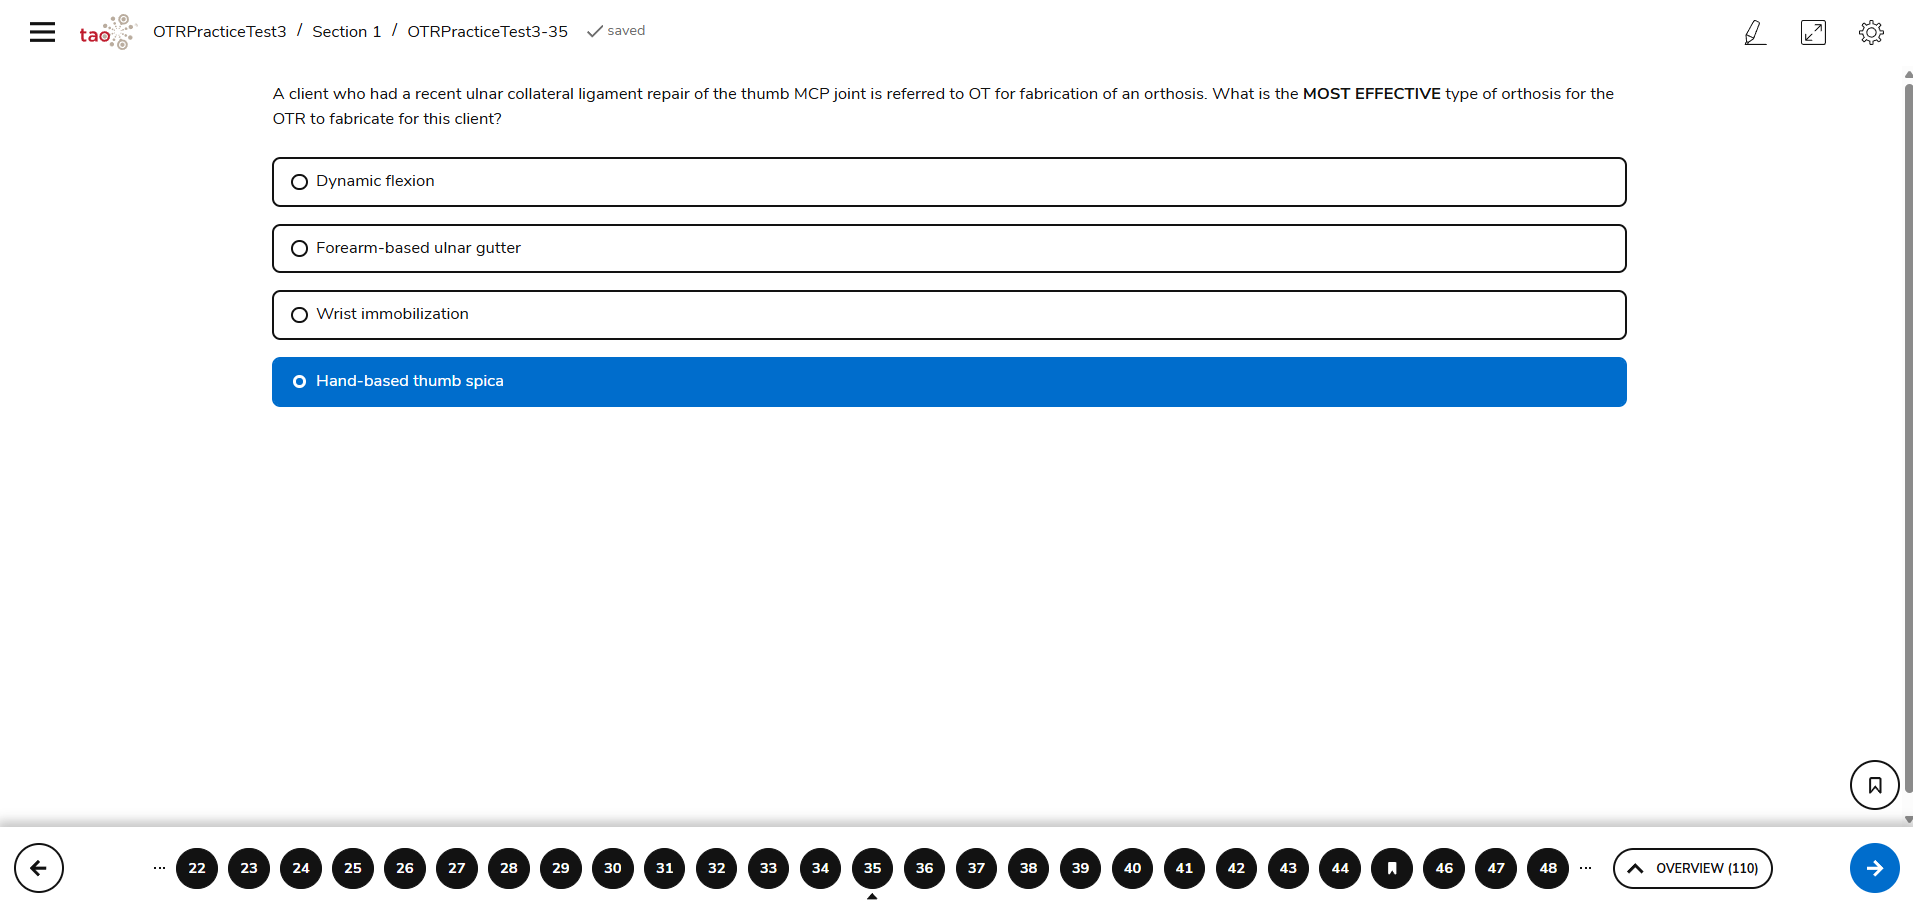 tao
OTRPracticeTest3 / Section 1 / OTRPracticeTest3-35 saved
A client who had a recent ulnar collateral ligament repair of the thumb MCP joint is referred to OT for fabrication of an orthosis. What is the MOST EFFECTIVE type of orthosis for the
OTR to fabricate for this client?
Dynamic flexion
Forearm-based ulnar gutter
Wrist immobilization
Hand-based thumb spica
... 22 23 24 25 26 27 28 29 30 31 32 33 34 35 36 37 38 39 40 41 42 43 44 46 47 48 ... OVERVIEW (110)